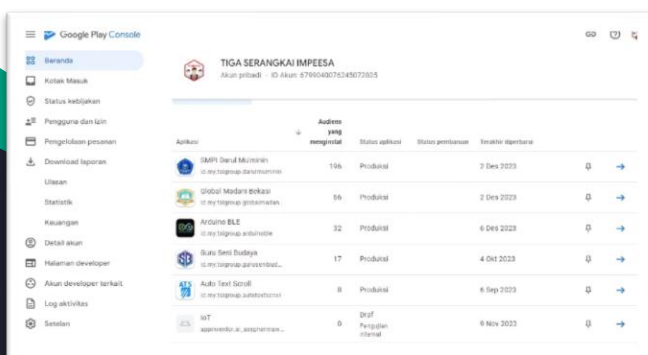 Google Play Console
Beranda
Kotak Masuk
Status kebijakan
Pengguna dan izin
Pengelolaan pesanan
Download laporan
Ulasan
Statistik
Keuangan
Detail akun
Halaman developer
Akun developer terkait
Log aktivitas
Setelan
TIGA SERANGKAI IMPEESA
Akun pribadi - ID Akun:
Aplikasi
Audiens yang menginstal
Status aplikasi
Status pembaruan
Terakhir diperbarui
SMPI Darul Muminin 196 Produksi 2 Des 2023
id.my.tsigroup.darulmuminin
Global Madani Bekasi 66 Produksi 2 Des 2023
id.my.tsigroup.globalmadan..
Arduino BLE 32 Produksi 6 Des 2023
id.my.tsigroup.arduinoble
Guru Seni Budaya 17 Produksi 4 Okt 2023
Auto Text Scroll 8 Produksi 6 Sep 2023
ATS
IoT 0 Draf 9 Nov 2023
Pengujian internal